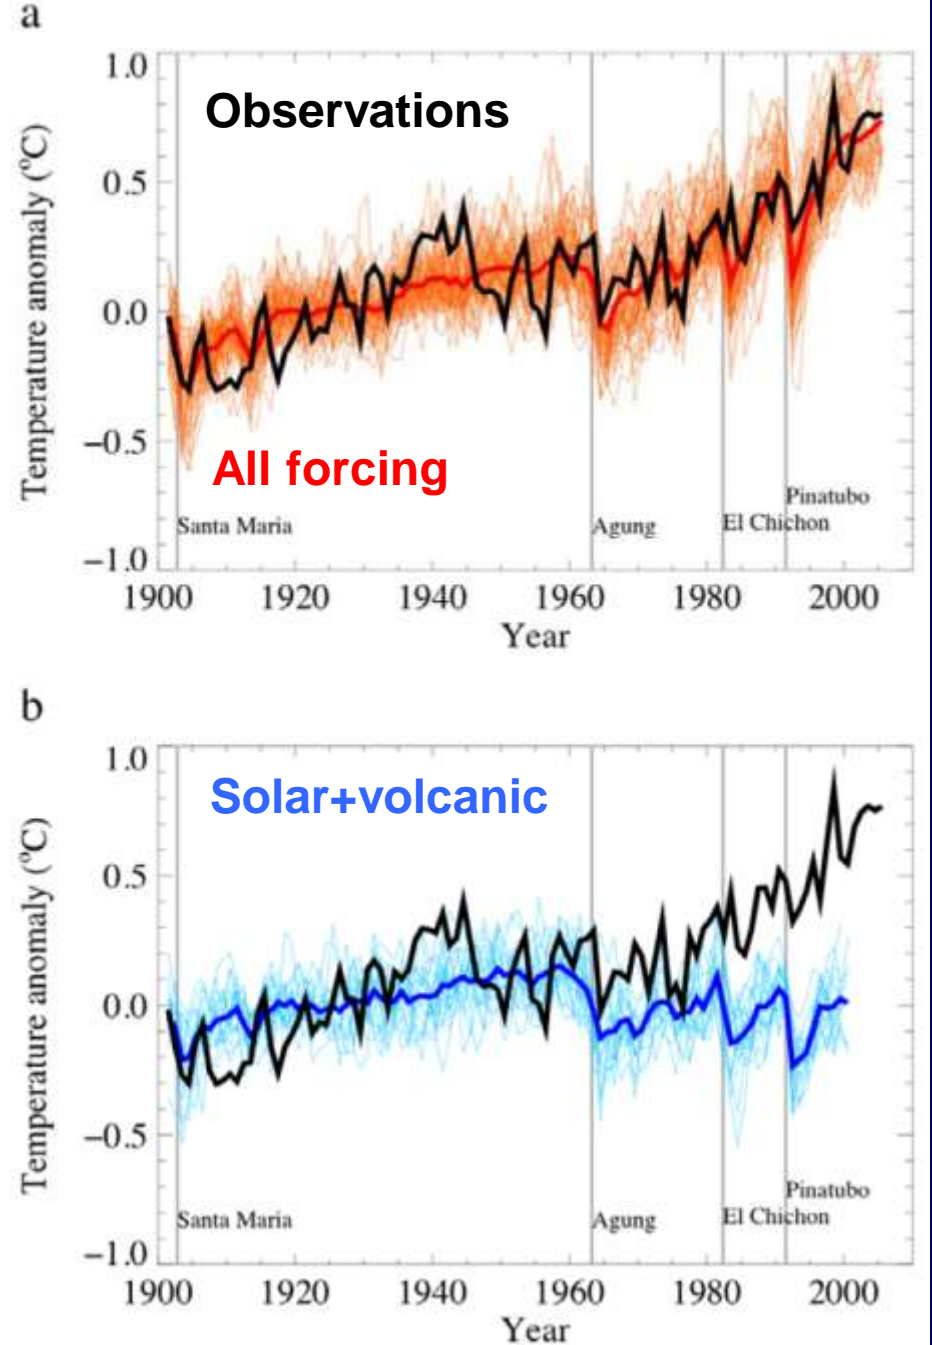 a
1.0
Observations
0.5
0.0
−0.5
−1.0
Temperature anomaly (°C)
All forcing
Santa Maria
Agung
El Chichon
Pinatubo
1900 1920 1940 1960 1980 2000
Year
b
1.0
Solar+volcanic
0.5
0.0
−0.5
−1.0
Temperature anomaly (°C)
Santa Maria
Agung
El Chichon
Pinatubo
1900 1920 1940 1960 1980 2000
Year